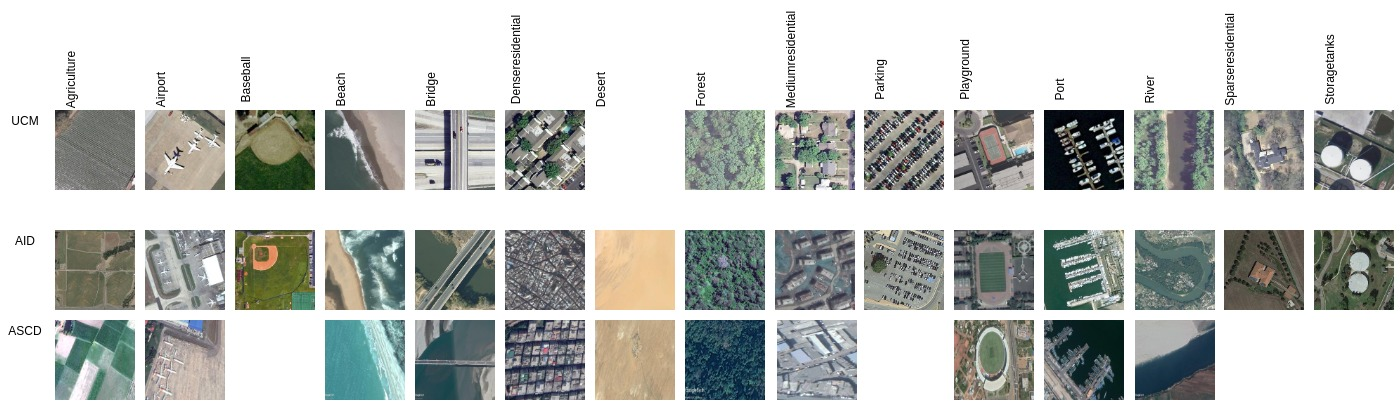 Agriculture
Airport
Baseball
Beach
Bridge
Denseresidential
Desert
Forest
Mediumresidential
Parking
Playground
Port
River
Sparseresidential
Storagetanks
UCM
AID
ASCD